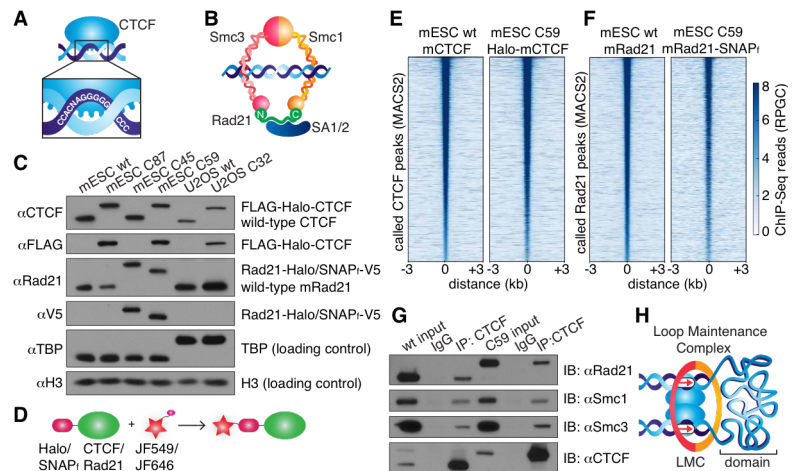 A
CTCF
CCACNAGGGGG
CCC
B
Smc3
Smc1
Rad21
N
C
SA1/2
C
mESC wt
mESC C87
mESC C45
mESC C59
U2OS wt
U2OS C32
αCTCF
FLAG-Halo-CTCF
wild-type CTCF
αFLAG
FLAG-Halo-CTCF
αRad21
Rad21-Halo/SNAPf-V5
wild-type mRad21
αV5
Rad21-Halo/SNAPf-V5
αTBP
TBP (loading control)
αH3
H3 (loading control)
D
+
Halo/
SNAPf
CTCF/
Rad21
JF549/
JF646
E
mESC wt
mCTCF
mESC C59
Halo-mCTCF
called CTCF peaks (MACS2)
-3 0 +3
-3 0 +3
distance (kb)
F
mESC wt
mRad21
mESC C59
mRad21-SNAPf
called Rad21 peaks (MACS2)
-3 0 +3
-3 0 +3
distance (kb)
8
6
4
2
0
ChIP-Seq reads (RPGC)
G
wt input
IgG
IP: CTCF
C59 input
IgG
IP:CTCF
IB: αRad21
IB: αSmc1
IB: αSmc3
IB: αCTCF
H
Loop Maintenance
Complex
LMC
domain